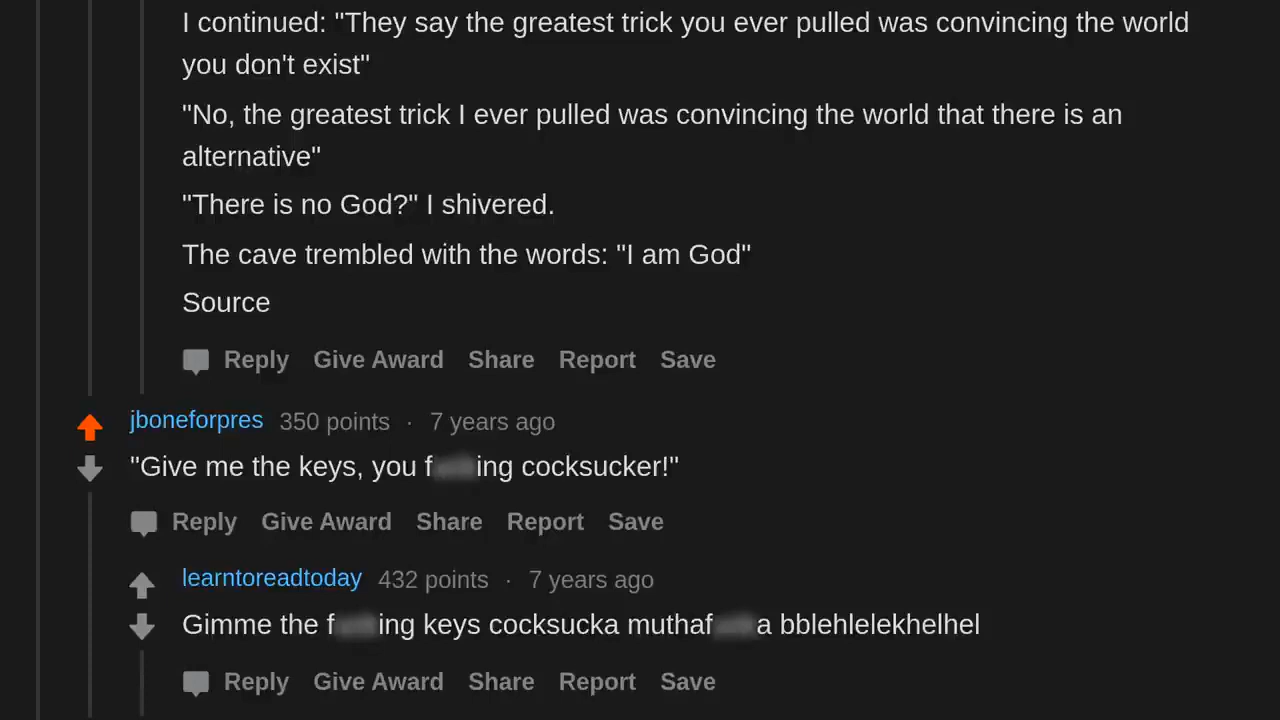 I continued: "They say the greatest trick you ever pulled was convincing the world
you don't exist"
"No, the greatest trick I ever pulled was convincing the world that there is an
alternative"
"There is no God?" I shivered.
The cave trembled with the words: "I am God"
Source
Reply Give Award Share Report Save
jboneforpres 350 points · 7 years ago
"Give me the keys, you f ing cocksucker!"
Reply Give Award Share Report Save
learntoreadtoday 432 points · 7 years ago
Gimme the f ing keys cocksucka muthaf a bblehlelekhelhel
Reply Give Award Share Report Save